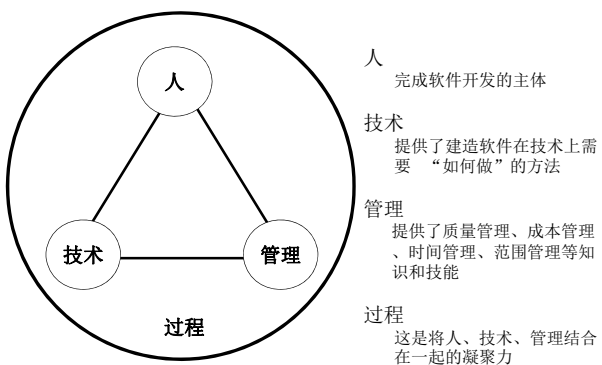 人
技术
管理
过程
人
完成软件开发的主体
技术
提供了建造软件在技术上需
要 “如何做”的方法
管理
提供了质量管理、成本管理
、时间管理、范围管理等知
识和技能
过程
这是将人、技术、管理结合
在一起的凝聚力